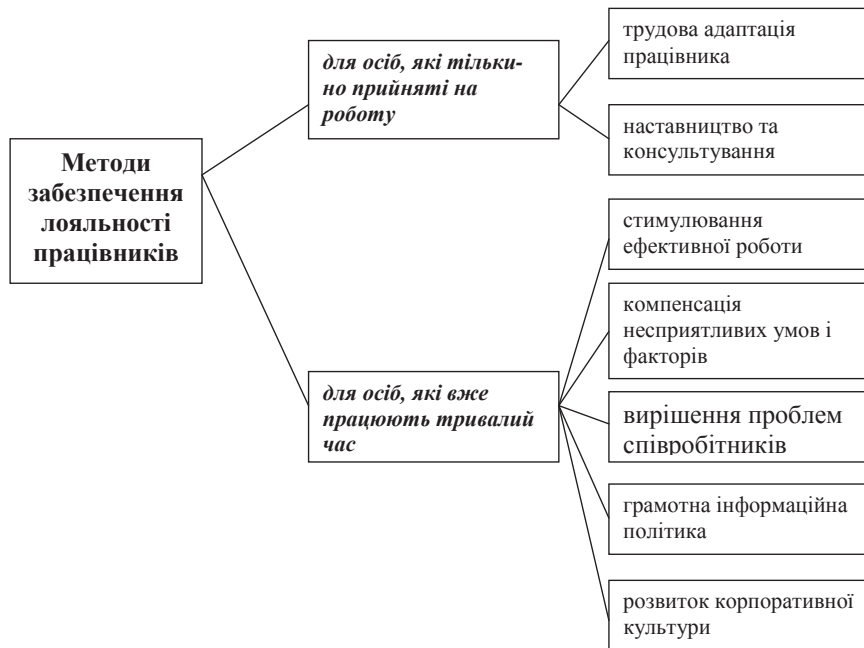 Методи
забезпечення
лояльності
працівників
для осіб, які тільки-
но прийняті на
роботу
трудова адаптація
працівника
наставництво та
консультування
для осіб, які вже
працюють тривалий
час
стимулювання
ефективної роботи
компенсація
несприятливих умов і
факторів
вирішення проблем
співробітників
грамотна інформаційна
політика
розвиток корпоративної
культури